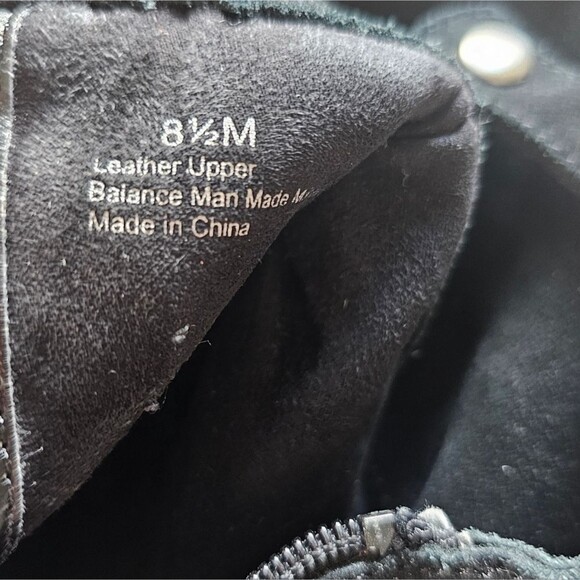 8½M
Leather Upper
Balance Man Made
Made in China